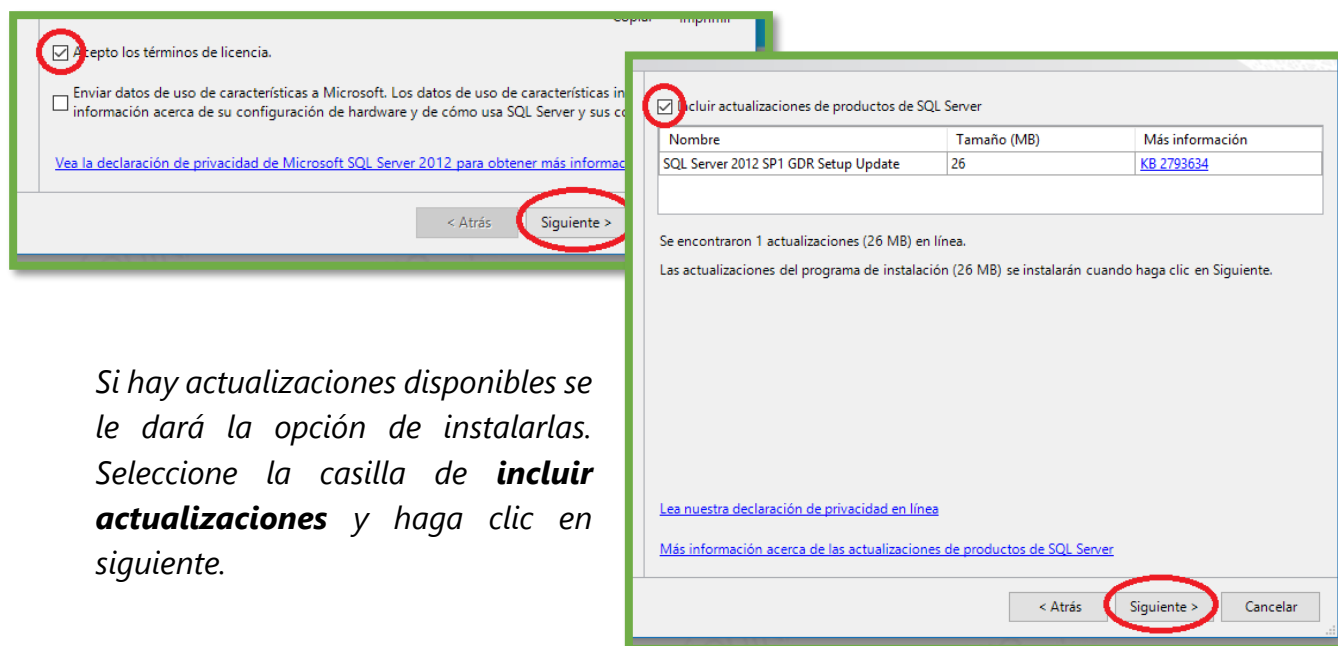 Copiar Imprimir
Acepto los términos de licencia.
Enviar datos de uso de características a Microsoft. Los datos de uso de características in
información acerca de su configuración de hardware y de cómo usa SQL Server y sus co
Vea la declaración de privacidad de Microsoft SQL Server 2012 para obtener más informac
< Atrás Siguiente >
Incluir actualizaciones de productos de SQL Server
Nombre Tamaño (MB) Más información
SQL Server 2012 SP1 GDR Setup Update 26 KB 2793634
Se encontraron 1 actualizaciones (26 MB) en línea.
Las actualizaciones del programa de instalación (26 MB) se instalarán cuando haga clic en Siguiente.
Lea nuestra declaración de privacidad en línea
Más información acerca de las actualizaciones de productos de SQL Server
< Atrás Siguiente > Cancelar
Si hay actualizaciones disponibles se
le dará la opción de instalarlas.
Seleccione la casilla de incluir
actualizaciones y haga clic en
siguiente.